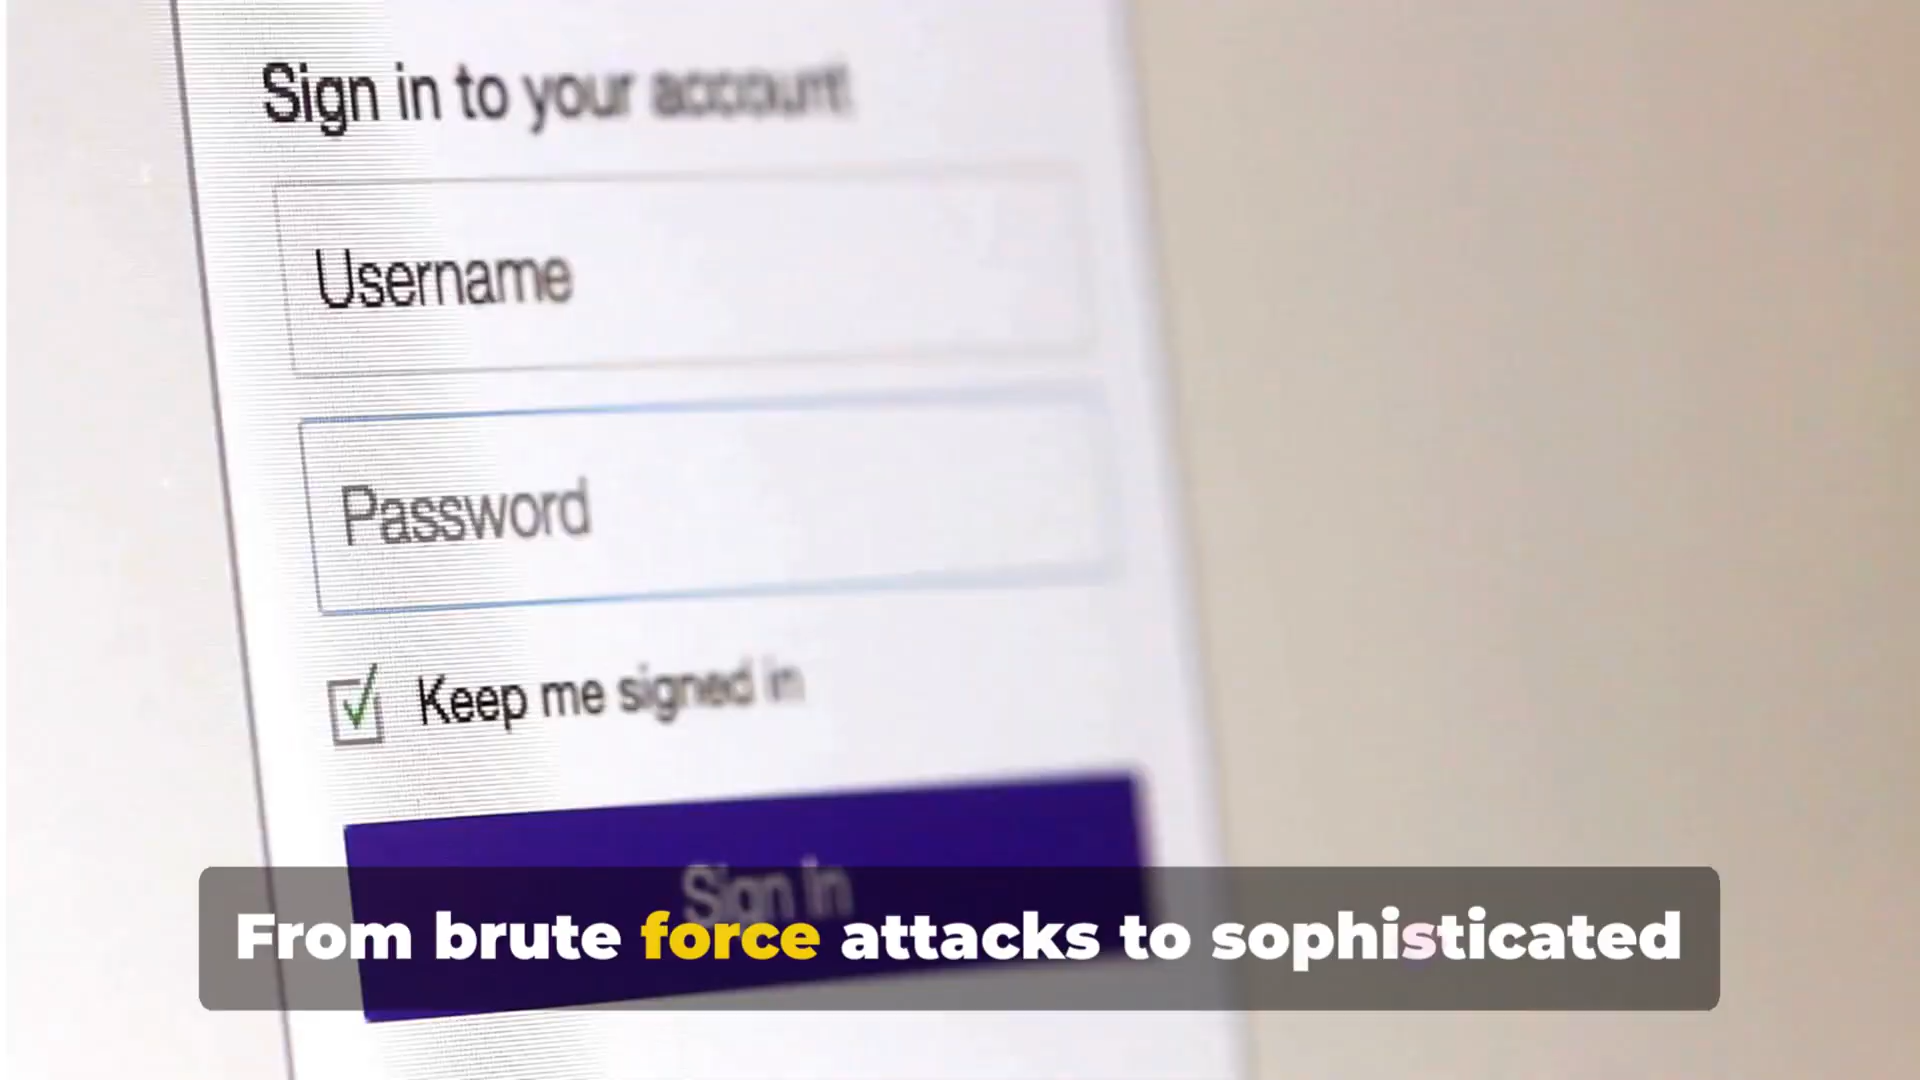 Sign in to your account
Username
Password
Keep me signed in
Sign In
From brute force attacks to sophisticated